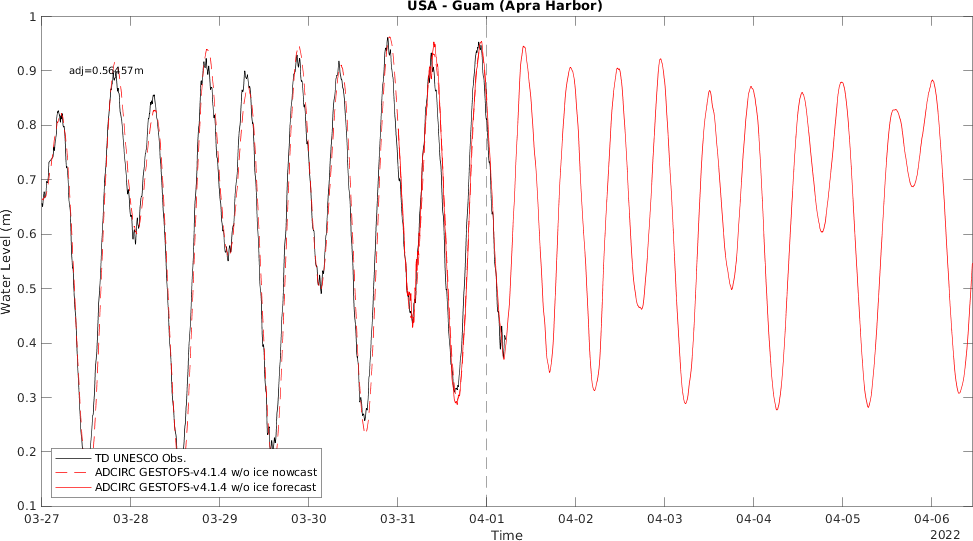 USA - Guam (Apra Harbor)
1
0.9
0.8
0.7
0.6
0.5
0.4
0.3
0.2
0.1
Water Level (m)
adj=0.56457m
TD UNESCO Obs.
ADCIRC GESTOFS-v4.1.4 w/o ice nowcast
ADCIRC GESTOFS-v4.1.4 w/o ice forecast
03-27 03-28 03-29 03-30 03-31 04-01 04-02 04-03 04-04 04-05 04-06
Time 2022